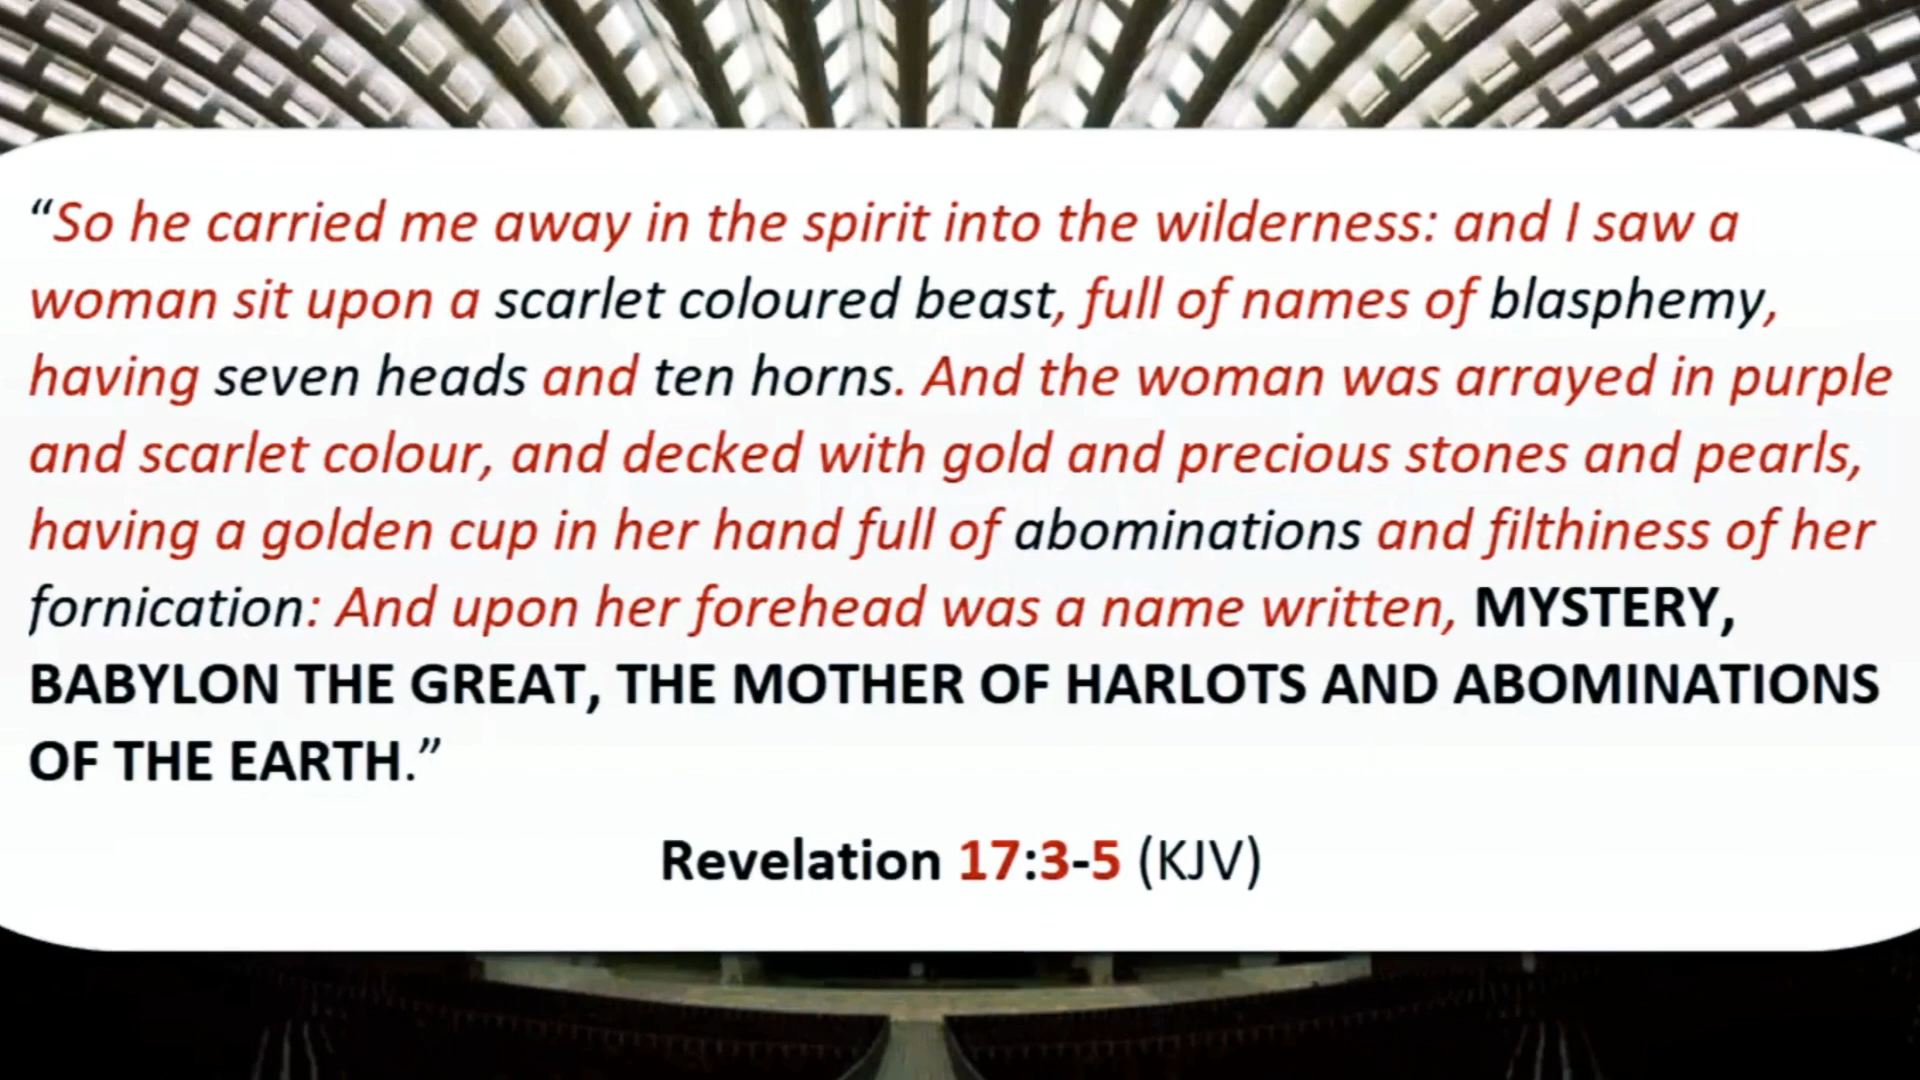 “So he carried me away in the spirit into the wilderness: and I saw a
woman sit upon a scarlet coloured beast, full of names of blasphemy,
having seven heads and ten horns. And the woman was arrayed in purple
and scarlet colour, and decked with gold and precious stones and pearls,
having a golden cup in her hand full of abominations and filthiness of her
fornication: And upon her forehead was a name written, MYSTERY,
BABYLON THE GREAT, THE MOTHER OF HARLOTS AND ABOMINATIONS
OF THE EARTH.”
Revelation 17:3-5 (KJV)